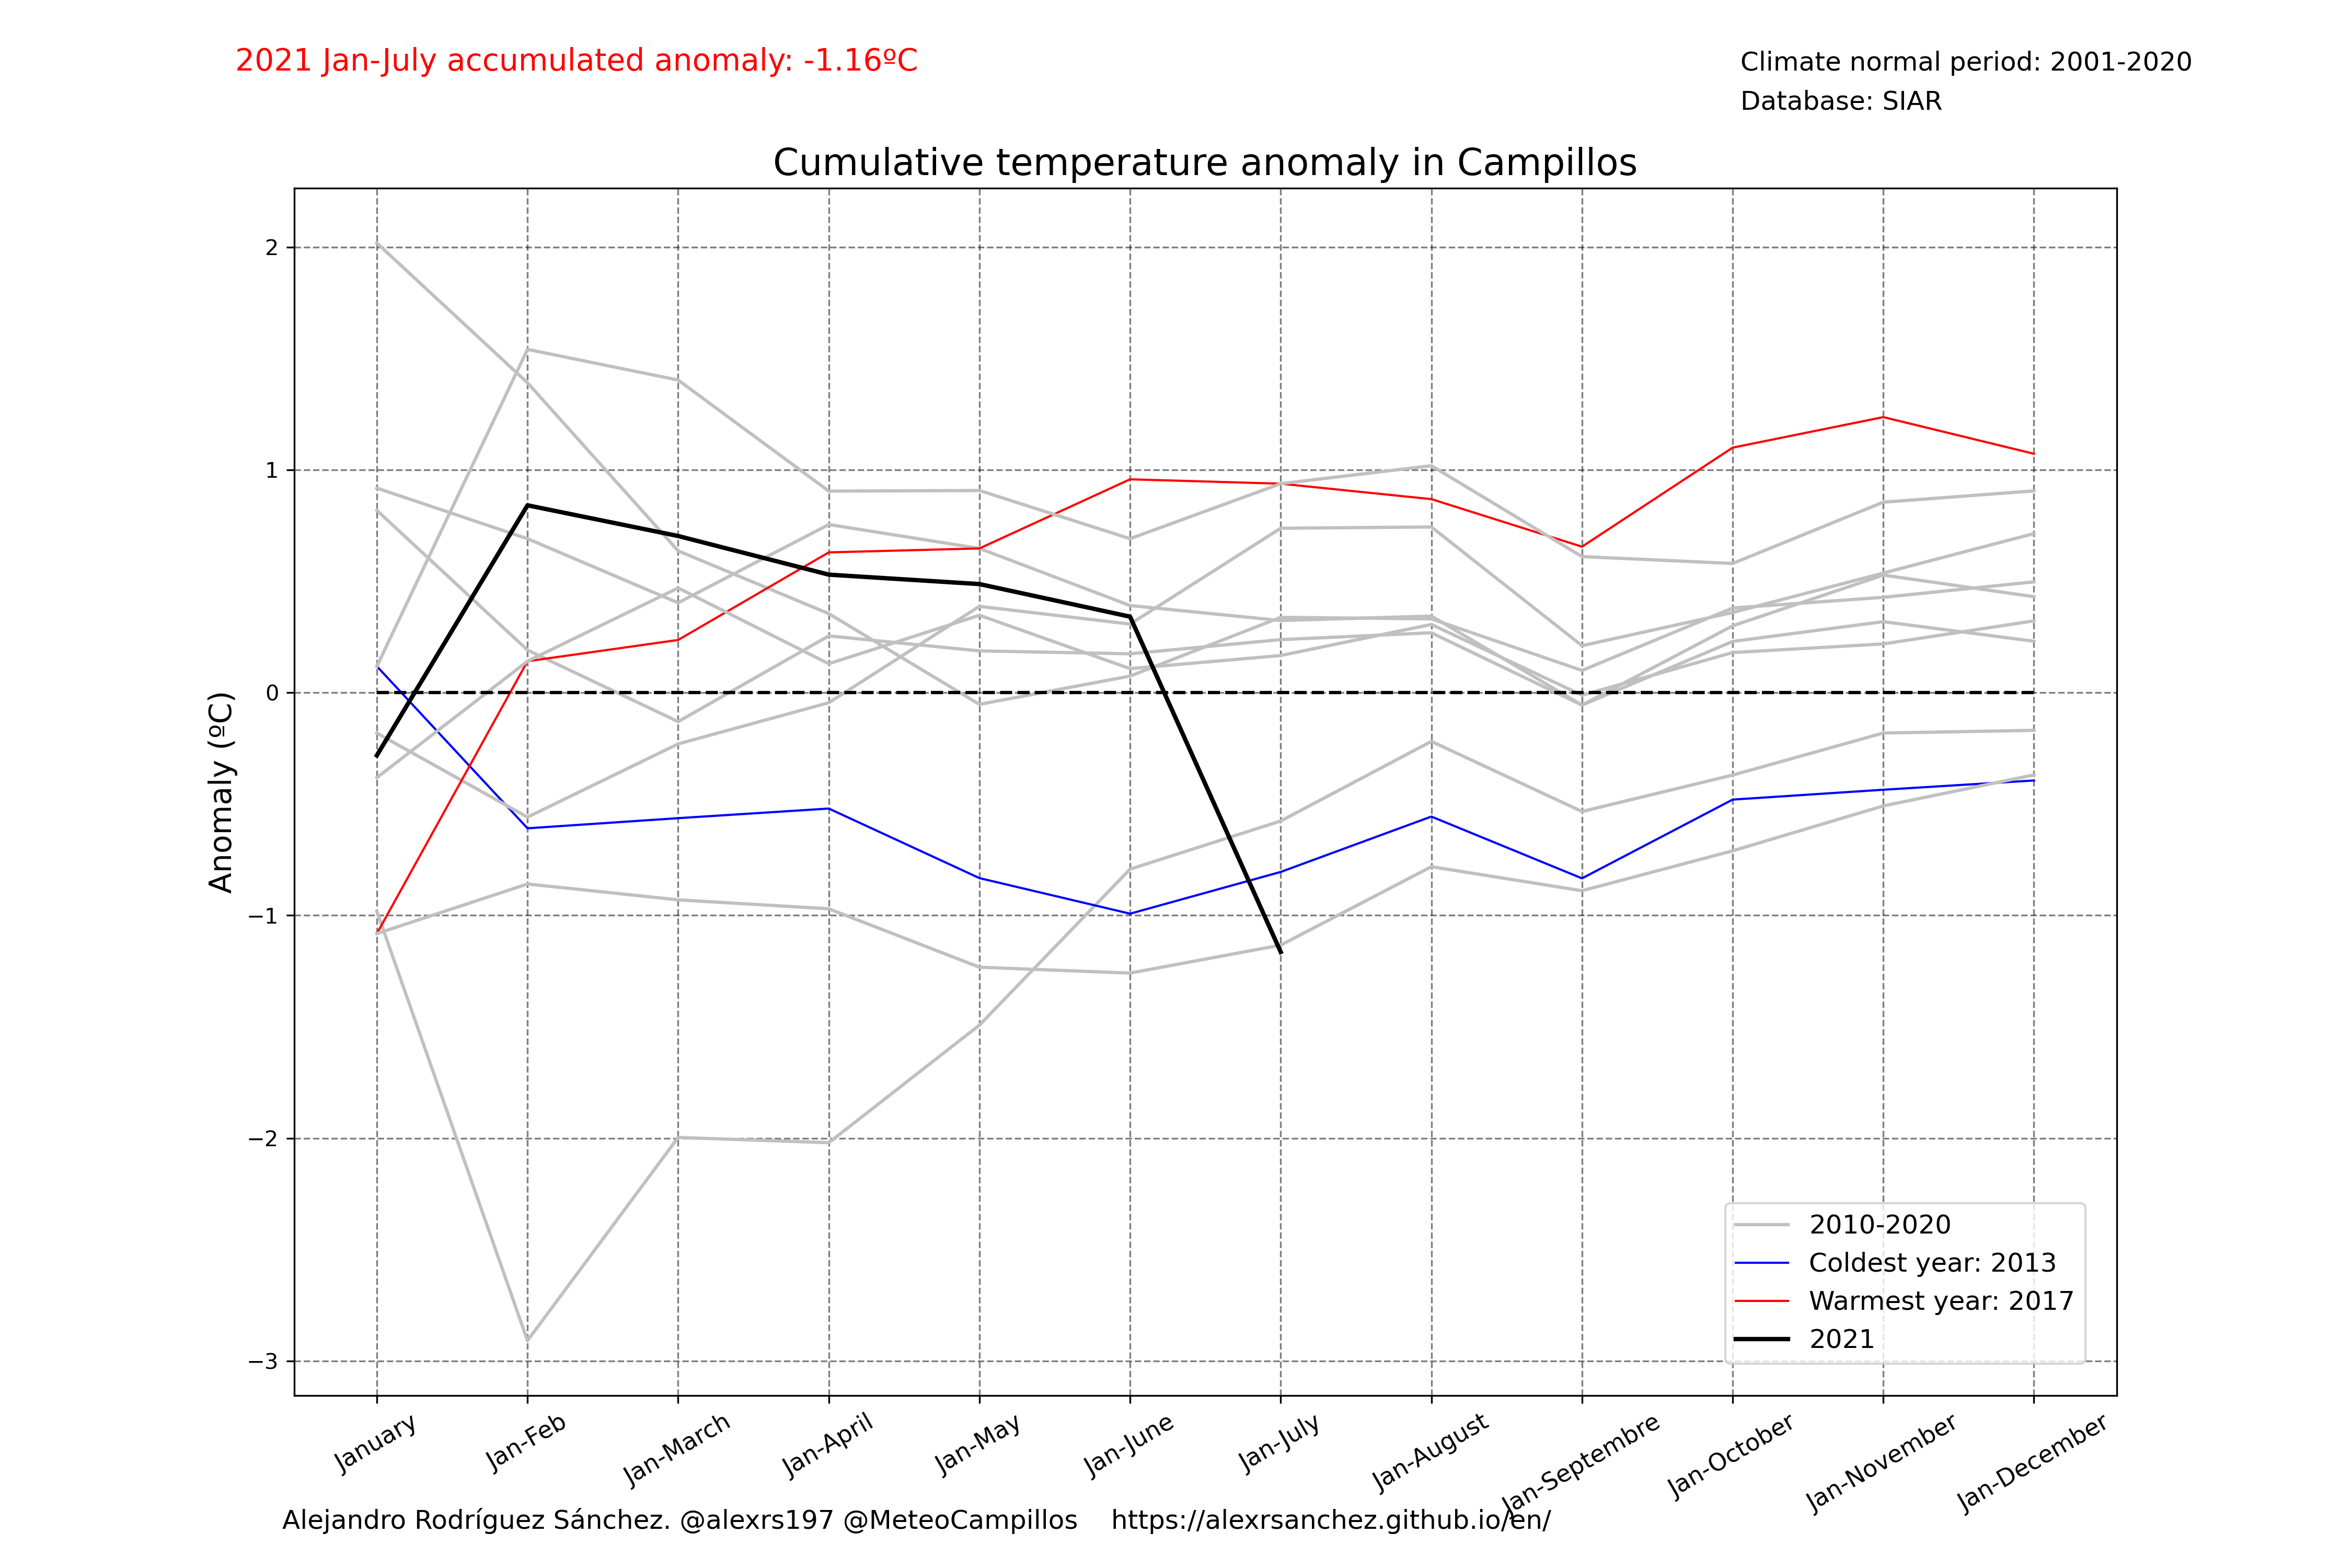 2021 Jan-July accumulated anomaly: -1.16ºC
Climate normal period: 2001-2020
Database: SIAR
Cumulative temperature anomaly in Campillos
Anomaly (ºC)
2
1
0
−1
−2
−3
2010-2020
Coldest year: 2013
Warmest year: 2017
2021
January
Jan-Feb
Jan-March
Jan-April
Jan-May
Jan-June
Jan-July
Jan-August
Jan-Septembre
Jan-October
Jan-November
Jan-December
Alejandro Rodríguez Sánchez. @alexrs197 @MeteoCampillos https://alexrsanchez.github.io/en/